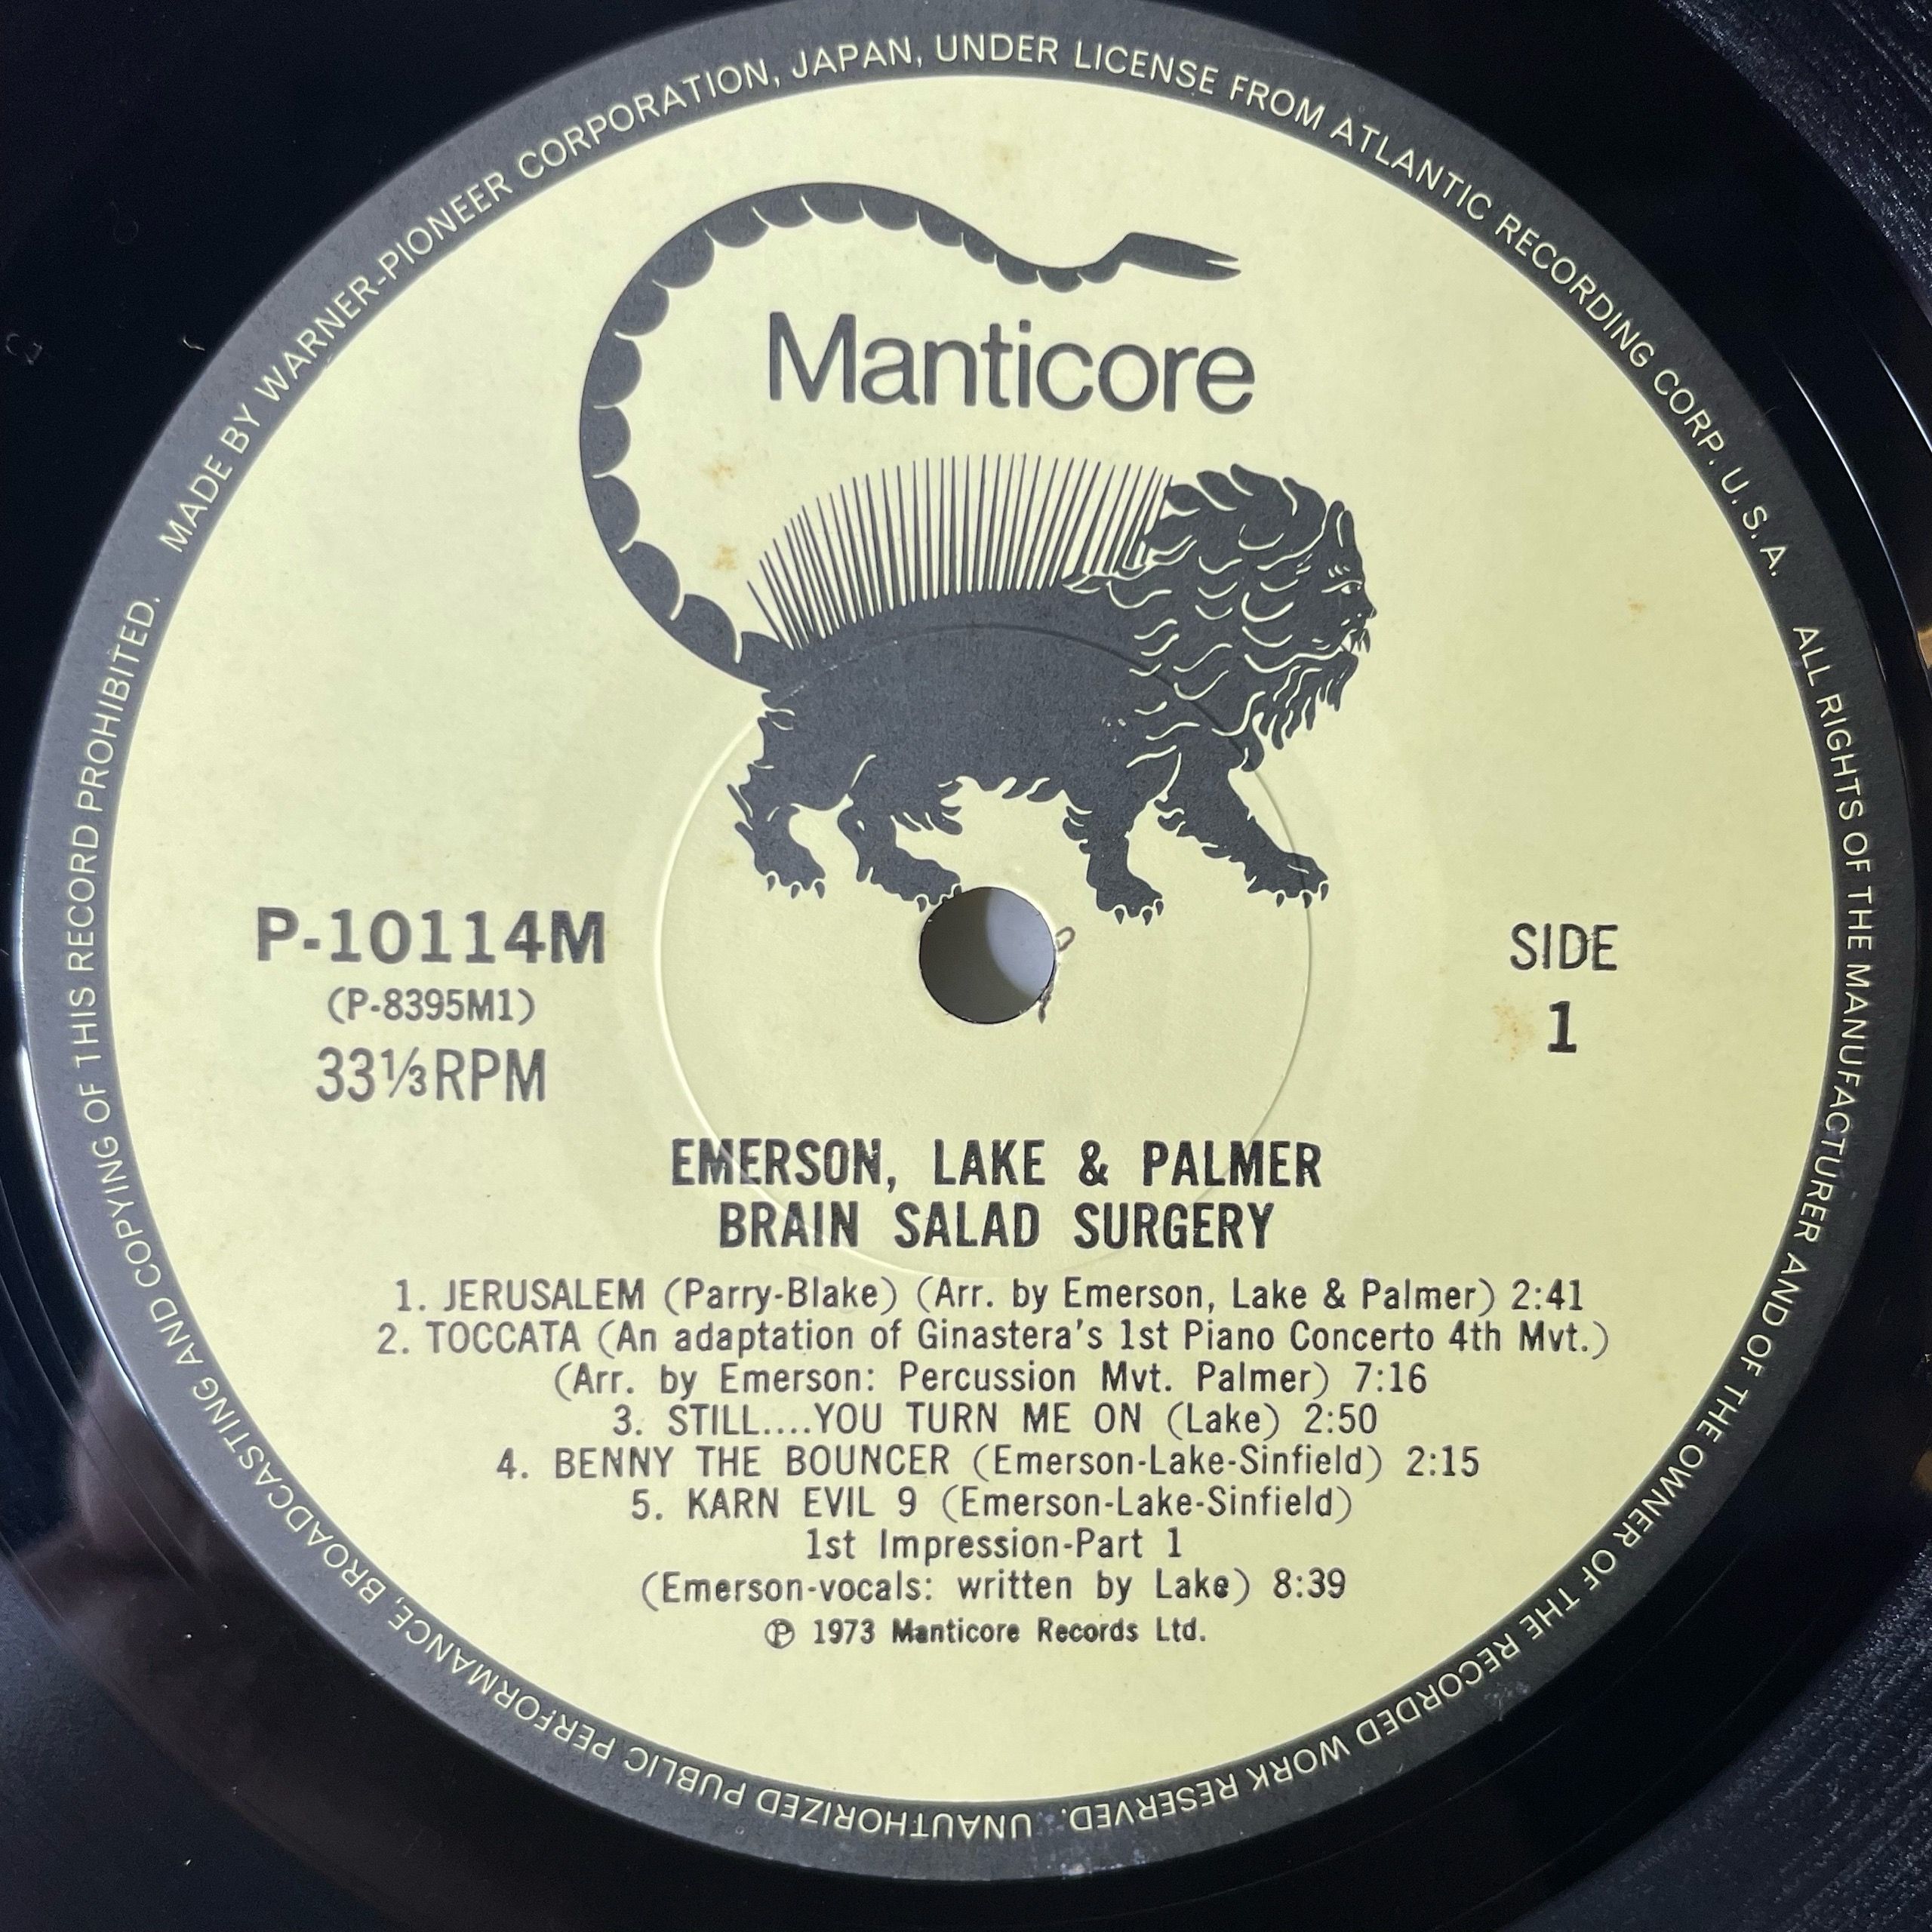 MADE BY WARNER-PIONEER CORPORATION, JAPAN, UNDER LICENSE FROM ATLANTIC RECORDING CORP. U.S.A.
ALL RIGHTS OF THE MANUFACTURER AND OF THE OWNER OF THE RECORDED WORK RESERVED. UNAUTHORIZED PUBLIC PERFORMANCE, BROADCASTING AND COPYING OF THIS RECORD PROHIBITED.
Manticore
P-10114M
(P-8395M1)
33⅓RPM
SIDE
1
EMERSON, LAKE & PALMER
BRAIN SALAD SURGERY
1. JERUSALEM (Parry-Blake) (Arr. by Emerson, Lake & Palmer) 2:41
2. TOCCATA (An adaptation of Ginastera's 1st Piano Concerto 4th Mvt.)
(Arr. by Emerson: Percussion Mvt. Palmer) 7:16
3. STILL....YOU TURN ME ON (Lake) 2:50
4. BENNY THE BOUNCER (Emerson-Lake-Sinfield) 2:15
5. KARN EVIL 9 (Emerson-Lake-Sinfield)
1st Impression-Part 1
(Emerson-vocals: written by Lake) 8:39
℗ 1973 Manticore Records Ltd.